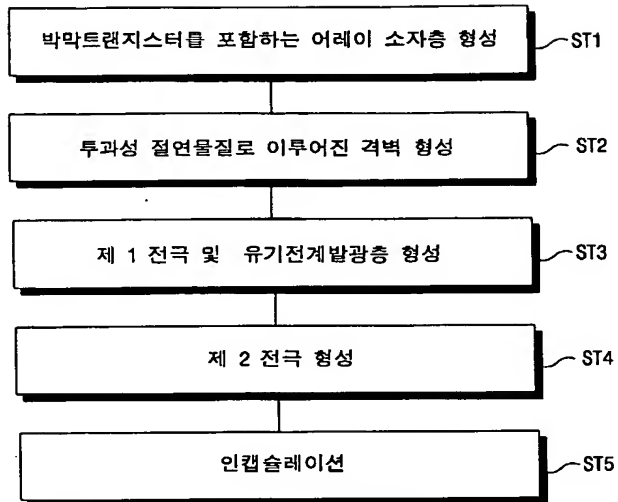 박막트랜지스터를 포함하는 어레이 소자층 형성 ST1
투과성 절연물질로 이루어진 격벽 형성 ST2
제 1 전극 및 유기전계발광층 형성 ST3
제 2 전극 형성 ST4
인캡슐레이션 ST5